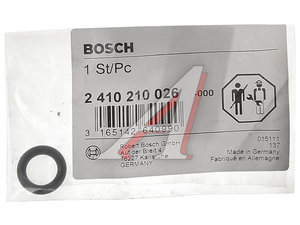 BOSCH
1 St/Pc
2 410 210 026 -000
3 165142 640990
Robert Bosch GmbH
Auf der Breit 4
76227 Karlsruhe
GERMANY
015111
137
Made in Germany
Fabriqué en Allemagne